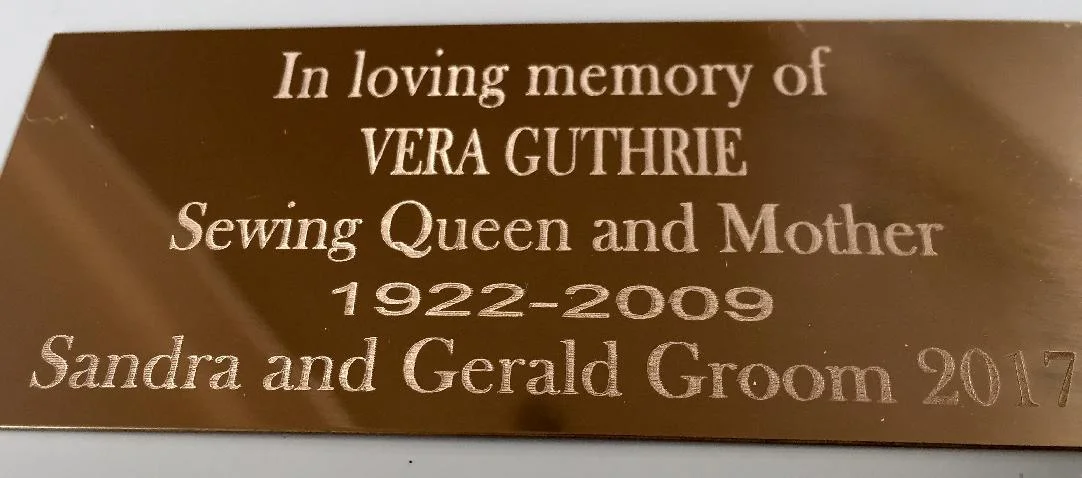 In loving memory of
VERA GUTHRIE
Sewing Queen and Mother
1922-2009
Sandra and Gerald Groom 2017